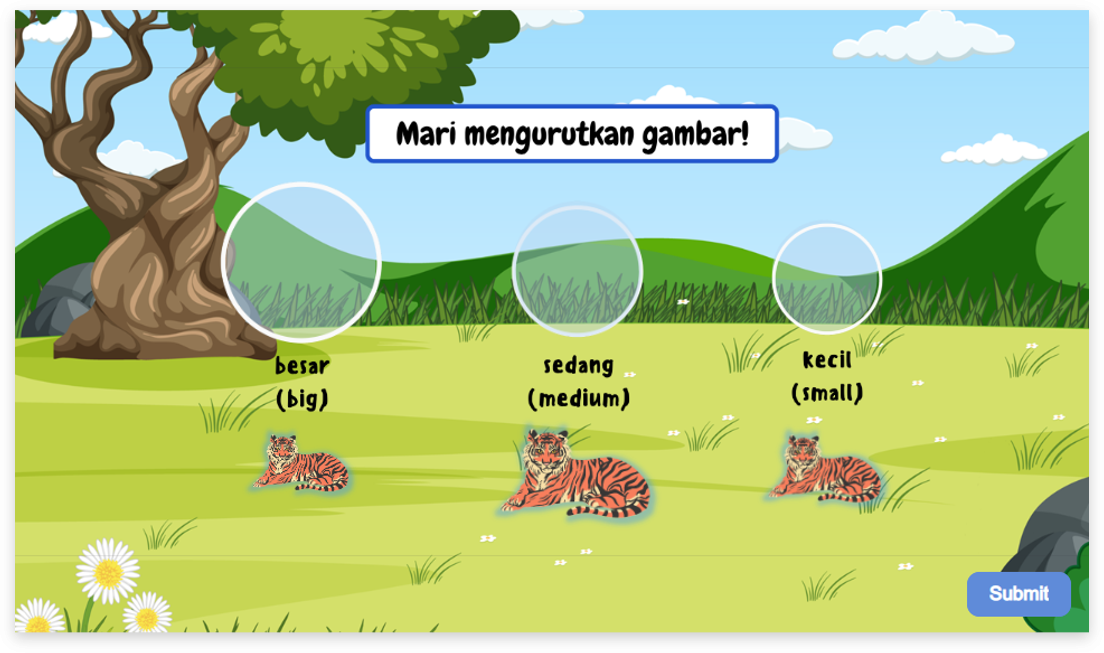 Mari mengurutkan gambar!
besar
(big)
sedang
(medium)
kecil
(small)
Submit